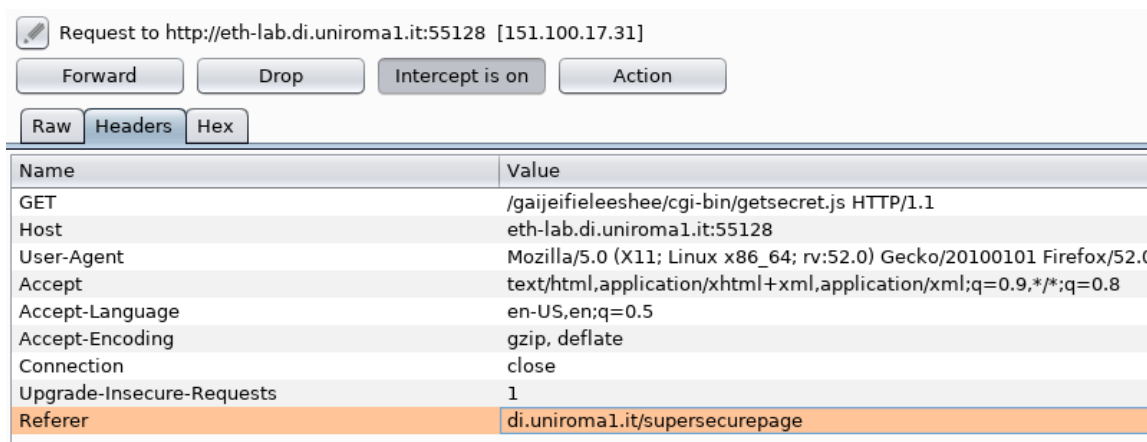 Request to http://eth-lab.di.uniroma1.it:55128 [151.100.17.31]
Forward Drop Intercept is on Action
Raw Headers Hex
Name Value
GET /gaijeifieleeshee/cgi-bin/getsecret.js HTTP/1.1
Host eth-lab.di.uniroma1.it:55128
User-Agent Mozilla/5.0 (X11; Linux x86_64; rv:52.0) Gecko/20100101 Firefox/52.0
Accept text/html,application/xhtml+xml,application/xml;q=0.9,*/*;q=0.8
Accept-Language en-US,en;q=0.5
Accept-Encoding gzip, deflate
Connection close
Upgrade-Insecure-Requests 1
Referer di.uniroma1.it/supersecurepage